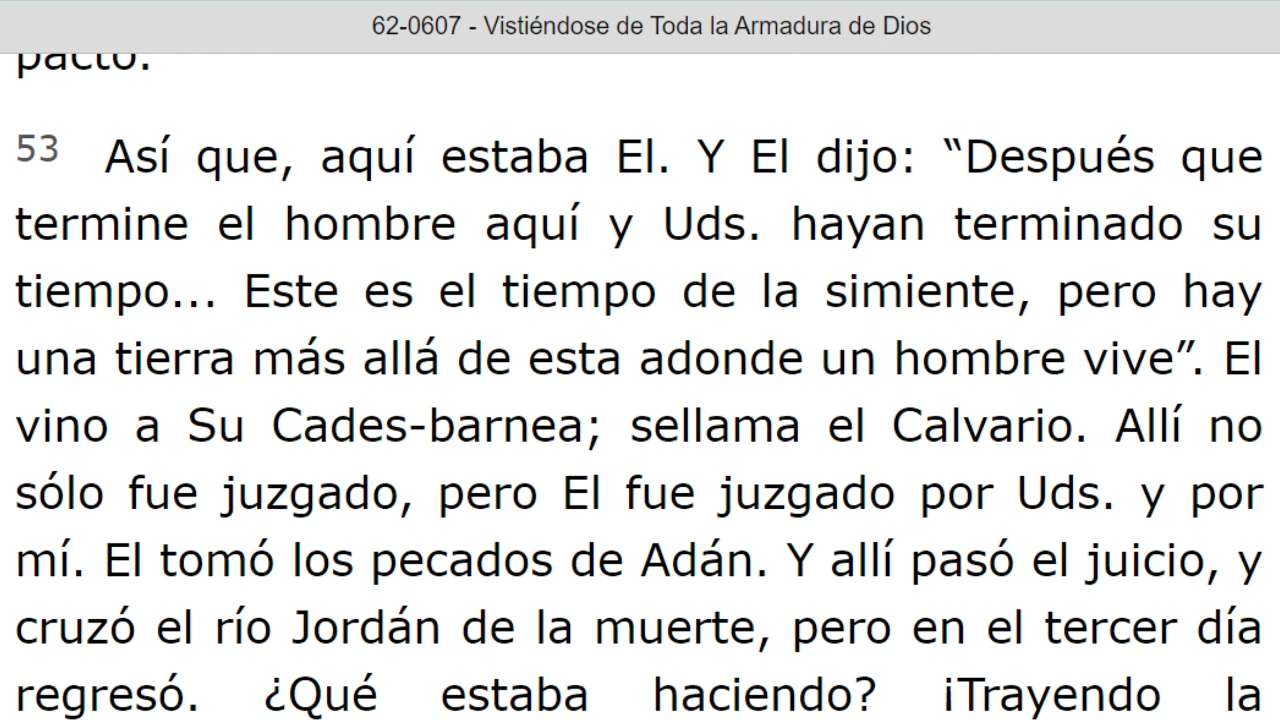 62-0607 - Vistiéndose de Toda la Armadura de Dios
pacto.
53 Así que, aquí estaba El. Y El dijo: “Después que
termine el hombre aquí y Uds. hayan terminado su
tiempo... Este es el tiempo de la simiente, pero hay
una tierra más allá de esta adonde un hombre vive”. El
vino a Su Cades-barnea; sellama el Calvario. Allí no
sólo fue juzgado, pero El fue juzgado por Uds. y por
mí. El tomó los pecados de Adán. Y allí pasó el juicio, y
cruzó el río Jordán de la muerte, pero en el tercer día
regresó. ¿Qué estaba haciendo? ¡Trayendo la